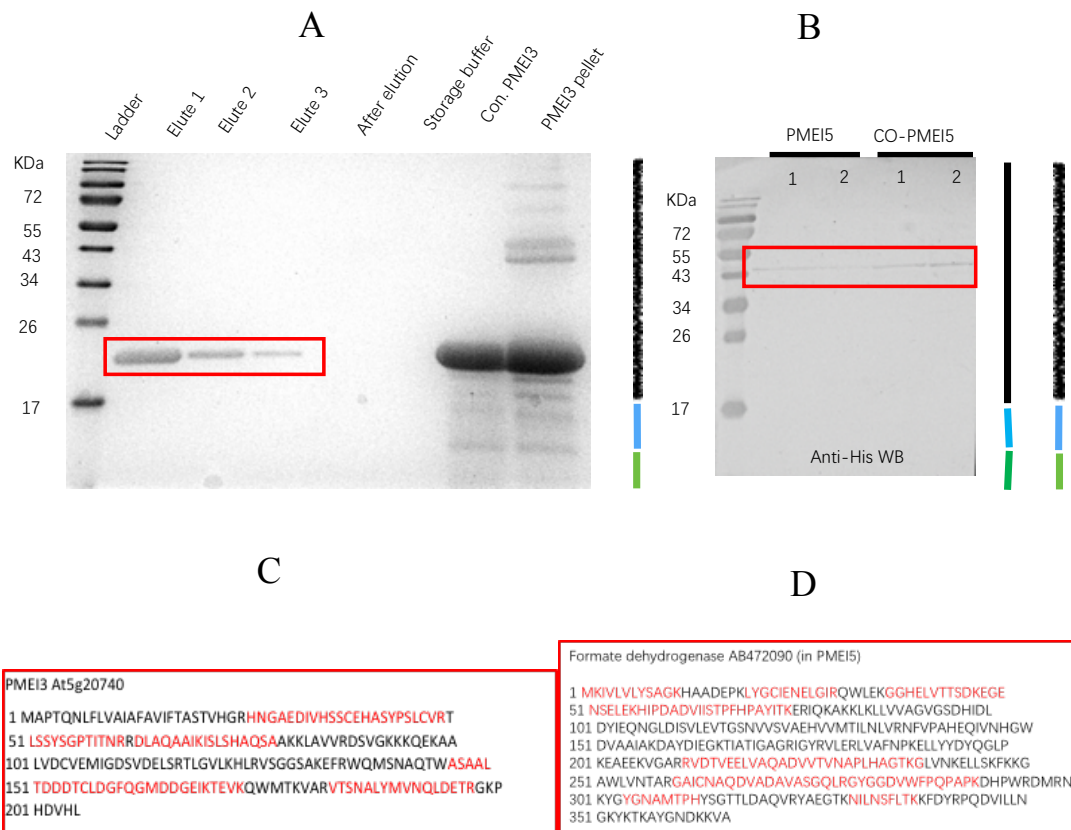 A
B
Ladder
Elute 1
Elute 2
Elute 3
After elution
Storage buffer
Con. PMEI3
PMEI3 pellet
KDa
72
55
43
34
26
17
PMEI5 CO-PMEI5
1 2 1 2
KDa
72
55
43
34
26
17
Anti-His WB
C
D
PMEI3 At5g20740
1 MAPTQNLFLVAIAFAVIFTASTVHGRHNGAEDIVHSSCEHASYPSLCVRT
51 LSSYSGPTITNRRDLAQAAIKISLSHAQSAAKKLAVVRDSVGKKKQEKAA
101 LVDCVEMIGDSVDELSRTLGVLKHLRVSGGSAKEFRWQMSNAQTWASAAL
151 TDDDTCLDGFQGMDDGEIKTEVKQWMTKVARVTSNALYMVNQLDETRGKP
201 HDVHL
Formate dehydrogenase AB472090 (in PMEI5)
1 MKIVLVLYSAGKHAADEPKLYGCIENELGIRQWLEKGGHELVTTSDKEGE
51 NSELEKHIPDADVIISTPFHPAYITKERIQKAKKLKLLVVAGVGSDHIDL
101 DYIEQNGLDISVLEVTGSNVVSVAEHVVMTILNLVRNFVPAHEQIVNHGW
151 DVAAIAKDAYDIEGKTIATIGAGRIGYRVLERLVAFNPKELLYYDYQGLP
201 KEAEEKVGARRVDTVEELVAQADVVTVNAPLHAGTKGLVNKELLSKFKKG
251 AWLVNTARGAICNAQDVADAVASGQLRGYGGDVWFPQPAPKDHPWRDMRN
301 KYGYGNAMTPHYSGTTLDAQVRYAEGTKNILNSFLTKKFDYRPQDVILLN
351 GKYKTKAYGNDKKVA